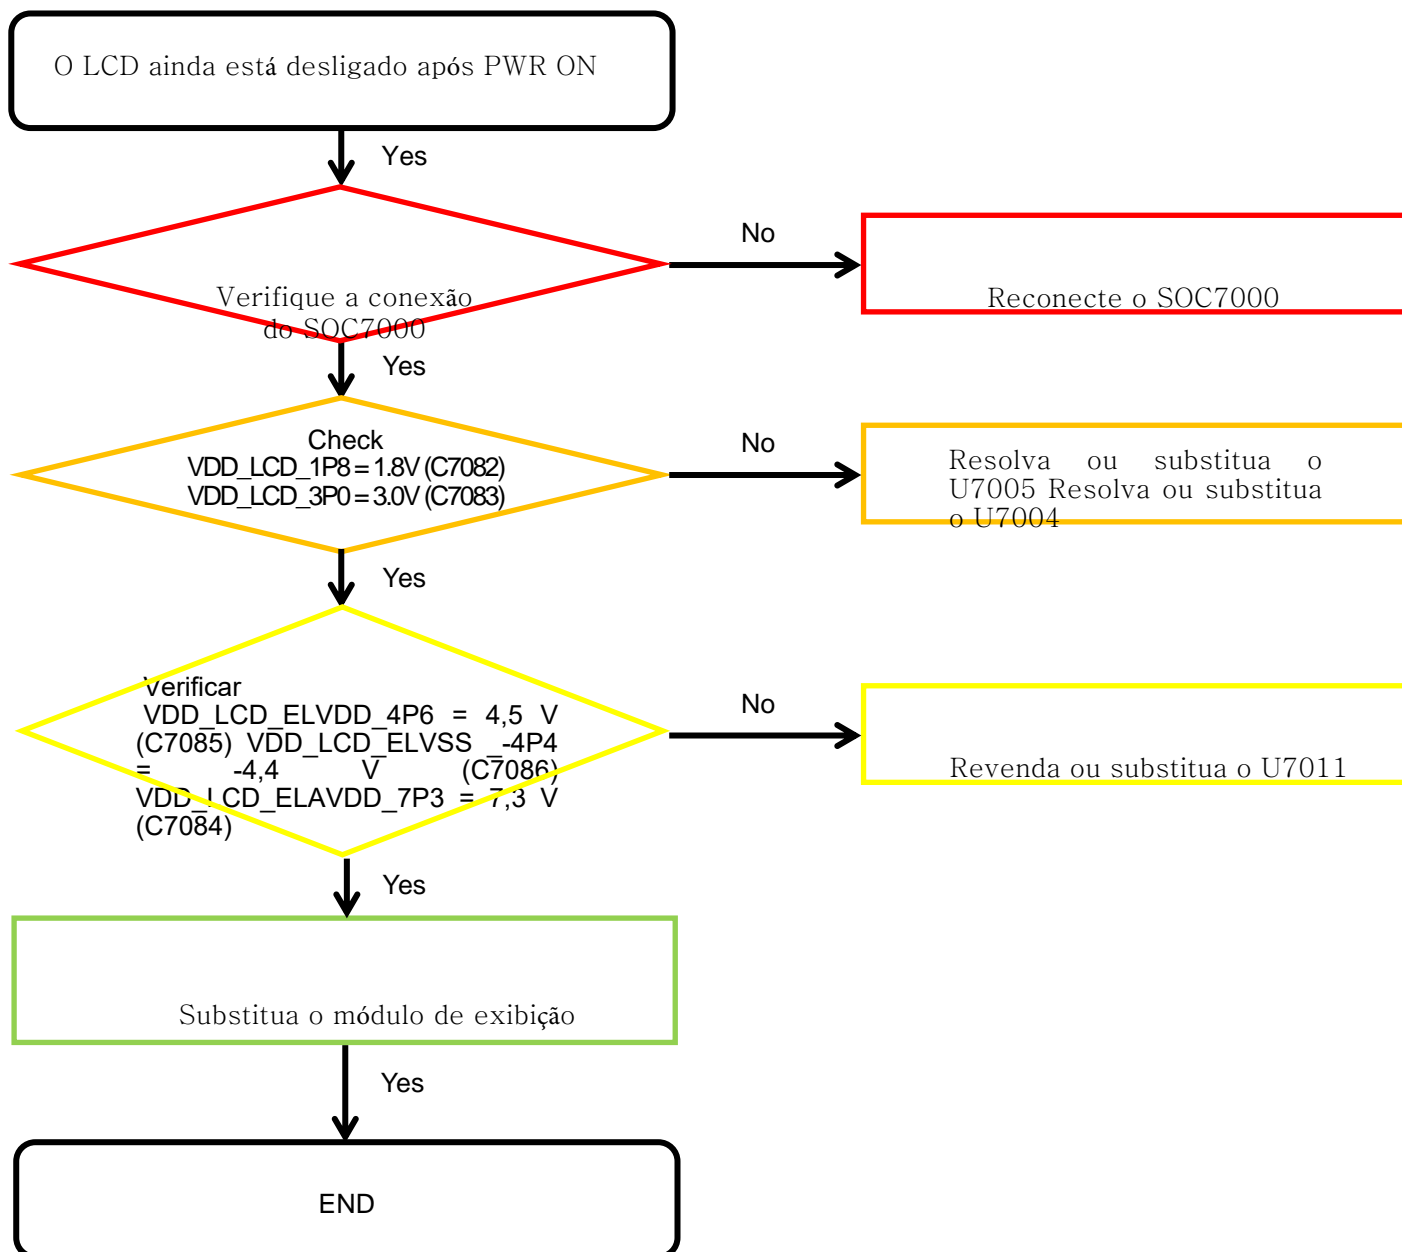 O LCD ainda está desligado após PWR ON
Yes
Verifique a conexão
do SOC7000
No
Reconecte o SOC7000
Yes
Check
VDD_LCD_1P8 = 1.8V (C7082)
VDD_LCD_3P0 = 3.0V (C7083)
No
Resolva ou substitua o
U7005 Resolva ou substitua
o U7004
Yes
Verificar
VDD_LCD_ELVDD_4P6 = 4,5 V
(C7085) VDD_LCD_ELVSS _-4P4
= -4,4 V (C7086)
VDD_LCD_ELAVDD_7P3 = 7,3 V
(C7084)
No
Revenda ou substitua o U7011
Yes
Substitua o módulo de exibição
Yes
END